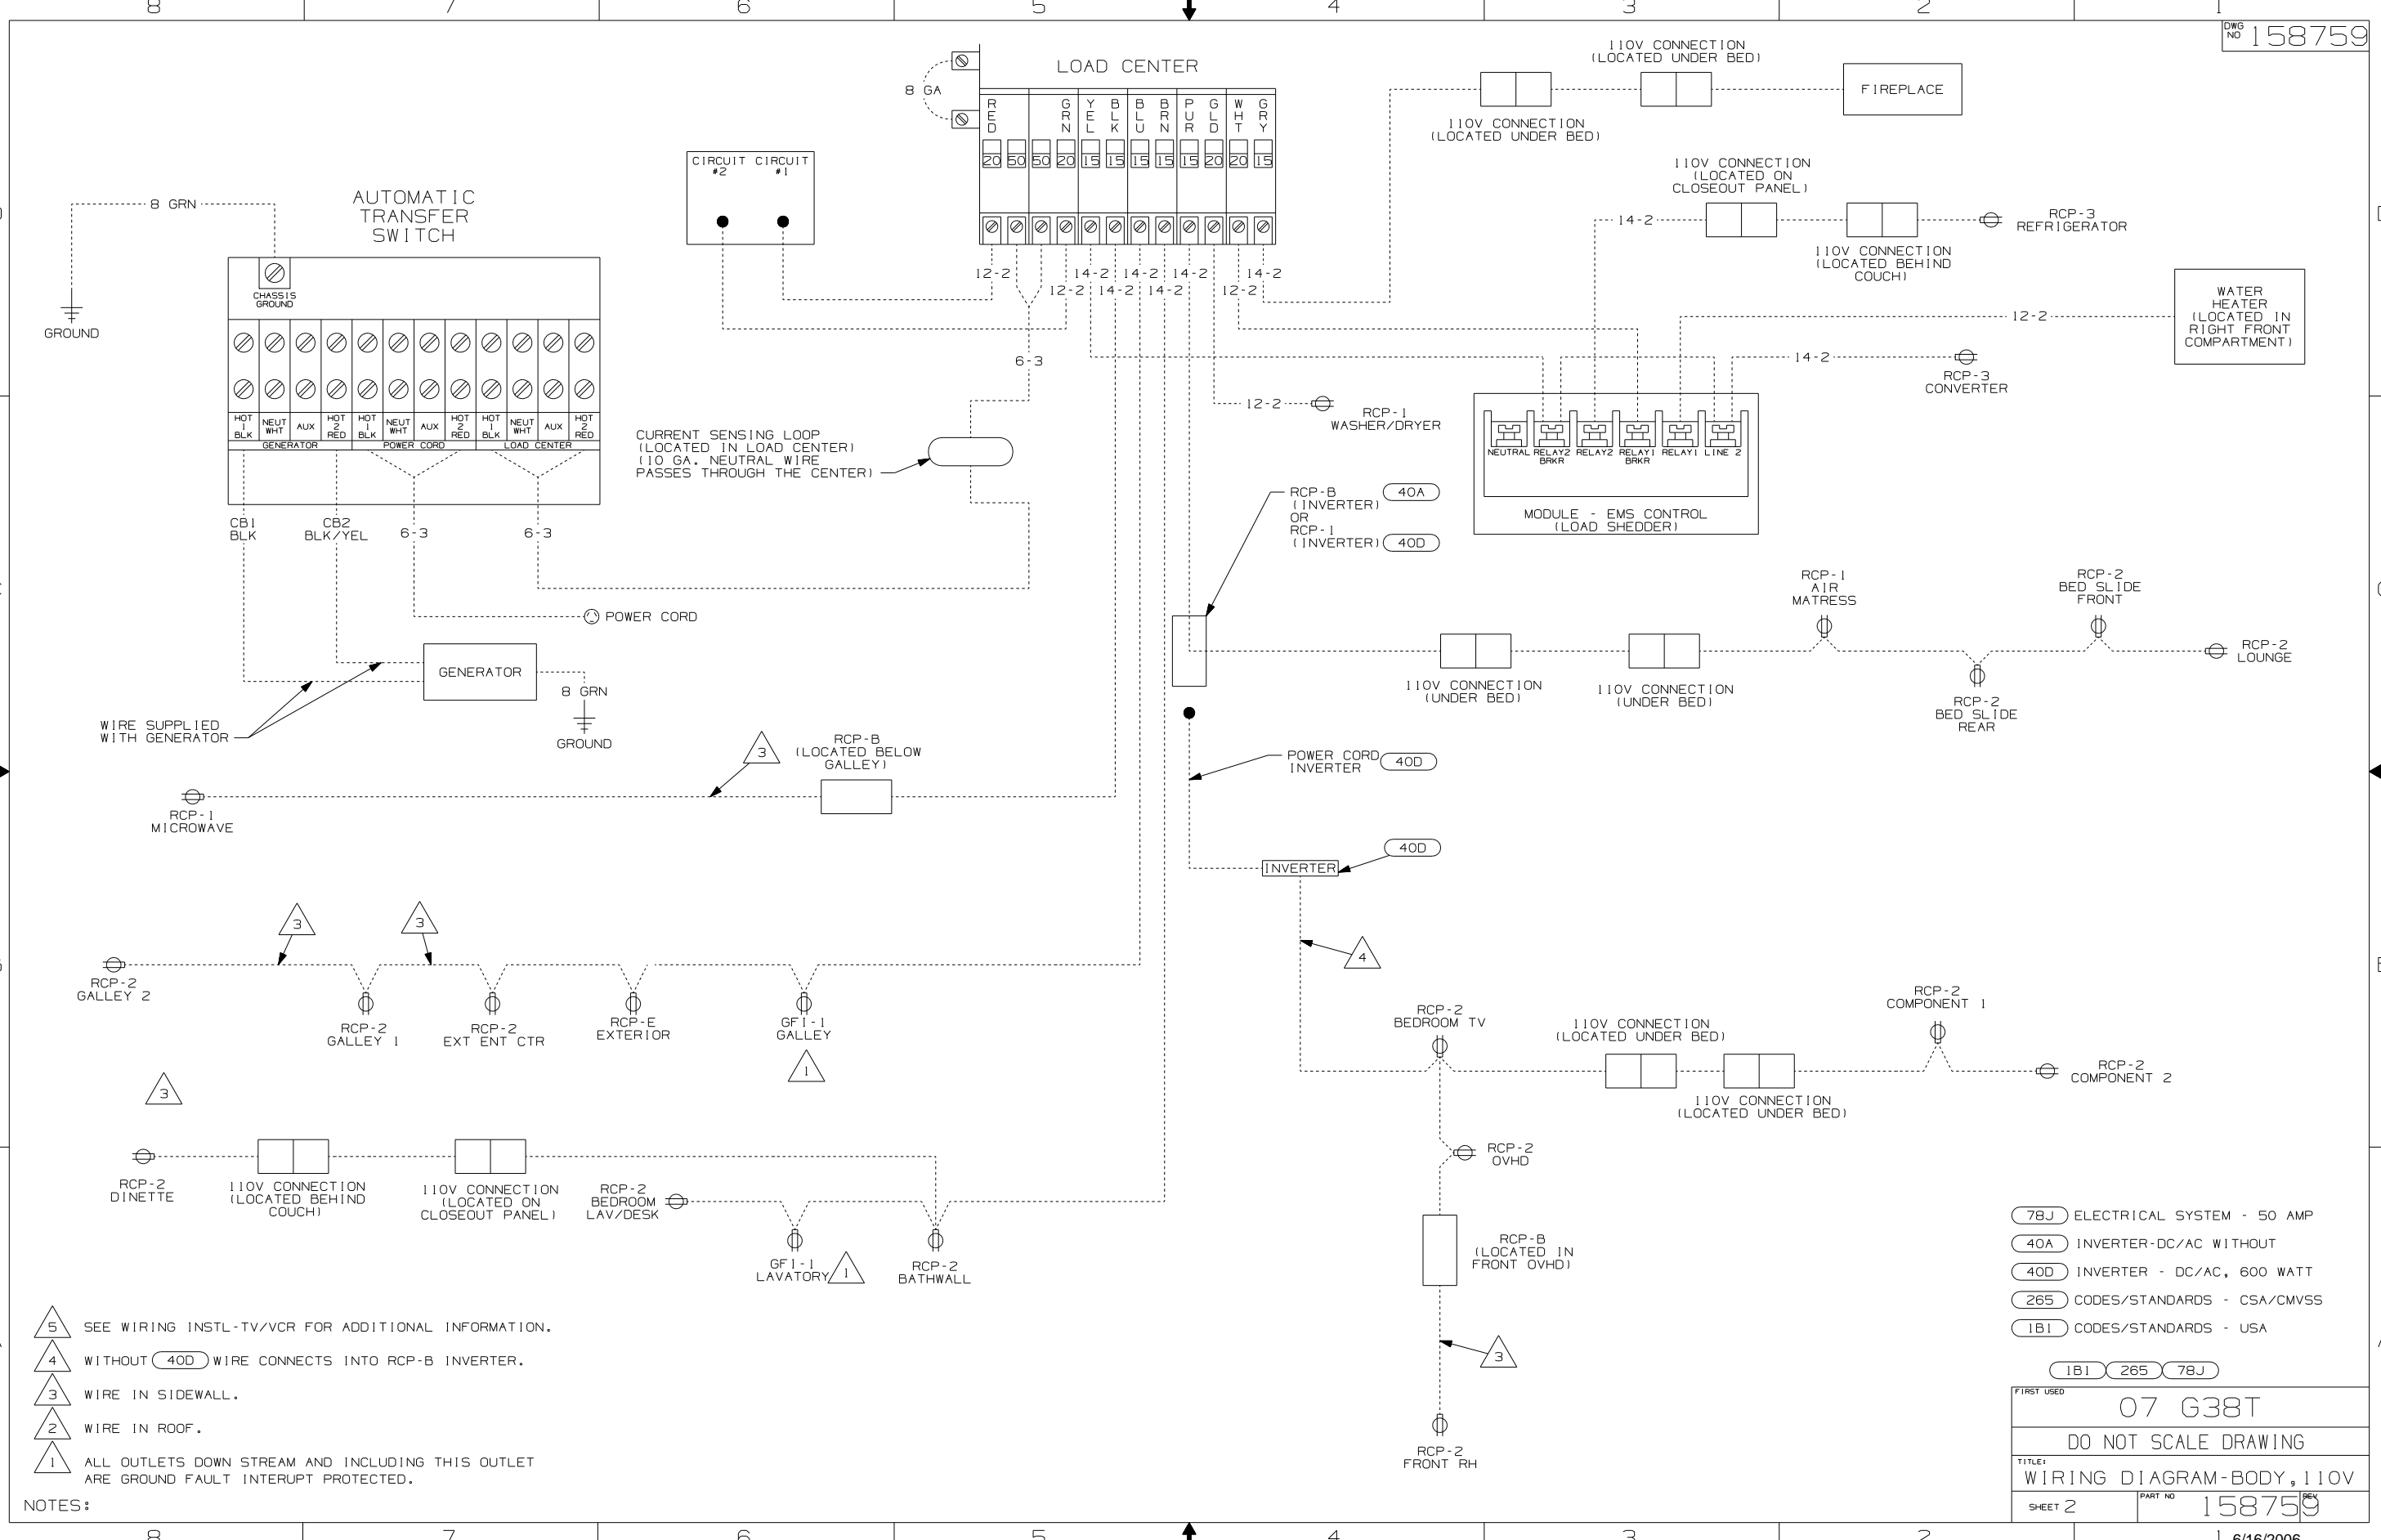 8 7 6 5 4 3 2 1
DWG NO 158759
LOAD CENTER
8 GA
RED GRN YEL BLK BLU BRN PUR GLD WHT GRY
20 50 50 20 15 15 15 15 15 20 20 15
12-2 14-2 14-2 14-2 14-2
12-2 14-2 14-2 12-2
6-3
110V CONNECTION
(LOCATED UNDER BED)
110V CONNECTION
(LOCATED UNDER BED)
FIREPLACE
110V CONNECTION
(LOCATED ON
CLOSEOUT PANEL)
14-2
110V CONNECTION
(LOCATED BEHIND
COUCH)
RCP-3
REFRIGERATOR
WATER
HEATER
(LOCATED IN
RIGHT FRONT
COMPARTMENT)
12-2
14-2
RCP-3
CONVERTER
12-2
RCP-1
WASHER/DRYER
CIRCUIT #2
CIRCUIT #1
8 GRN
GROUND
AUTOMATIC
TRANSFER
SWITCH
CHASSIS
GROUND
HOT 1 BLK
NEUT WHT
AUX
HOT 2 RED
HOT 1 BLK
NEUT WHT
AUX
HOT 2 RED
HOT 1 BLK
NEUT WHT
AUX
HOT 2 RED
GENERATOR POWER CORD LOAD CENTER
CB1
BLK
CB2
BLK/YEL
6-3
6-3
CURRENT SENSING LOOP
(LOCATED IN LOAD CENTER)
(10 GA. NEUTRAL WIRE
PASSES THROUGH THE CENTER)
NEUTRAL
RELAY2 BRKR
RELAY2
RELAY1 BRKR
RELAY1
LINE 2
MODULE - EMS CONTROL
(LOAD SHEDDER)
RCP-B 40A
(INVERTER)
OR
RCP-1
(INVERTER) 40D
POWER CORD
GENERATOR
8 GRN
GROUND
WIRE SUPPLIED
WITH GENERATOR
110V CONNECTION
(UNDER BED)
110V CONNECTION
(UNDER BED)
RCP-1
AIR
MATRESS
RCP-2
BED SLIDE
FRONT
RCP-2
BED SLIDE
REAR
RCP-2
LOUNGE
3
RCP-B
(LOCATED BELOW
GALLEY)
RCP-1
MICROWAVE
POWER CORD 40D
INVERTER
INVERTER
40D
4
3
3
RCP-2
GALLEY 2
RCP-2
GALLEY 1
RCP-2
EXT ENT CTR
RCP-E
EXTERIOR
GFI-1
GALLEY
1
3
RCP-2
BEDROOM TV
110V CONNECTION
(LOCATED UNDER BED)
110V CONNECTION
(LOCATED UNDER BED)
RCP-2
COMPONENT 1
RCP-2
COMPONENT 2
RCP-2
OVHD
RCP-B
(LOCATED IN
FRONT OVHD)
3
RCP-2
FRONT RH
RCP-2
DINETTE
110V CONNECTION
(LOCATED BEHIND
COUCH)
110V CONNECTION
(LOCATED ON
CLOSEOUT PANEL)
RCP-2
BEDROOM
LAV/DESK
GFI-1
LAVATORY
1
RCP-2
BATHWALL
5 SEE WIRING INSTL-TV/VCR FOR ADDITIONAL INFORMATION.
4 WITHOUT 40D WIRE CONNECTS INTO RCP-B INVERTER.
3 WIRE IN SIDEWALL.
2 WIRE IN ROOF.
1 ALL OUTLETS DOWN STREAM AND INCLUDING THIS OUTLET
ARE GROUND FAULT INTERUPT PROTECTED.
NOTES:
78J ELECTRICAL SYSTEM - 50 AMP
40A INVERTER-DC/AC WITHOUT
40D INVERTER - DC/AC, 600 WATT
265 CODES/STANDARDS - CSA/CMVSS
1B1 CODES/STANDARDS - USA
1B1 265 78J
FIRST USED
07 G38T
DO NOT SCALE DRAWING
TITLE:
WIRING DIAGRAM-BODY,110V
SHEET 2 PART NO 158759 REV
8 7 6 5 4 3 2 1
6/16/2006